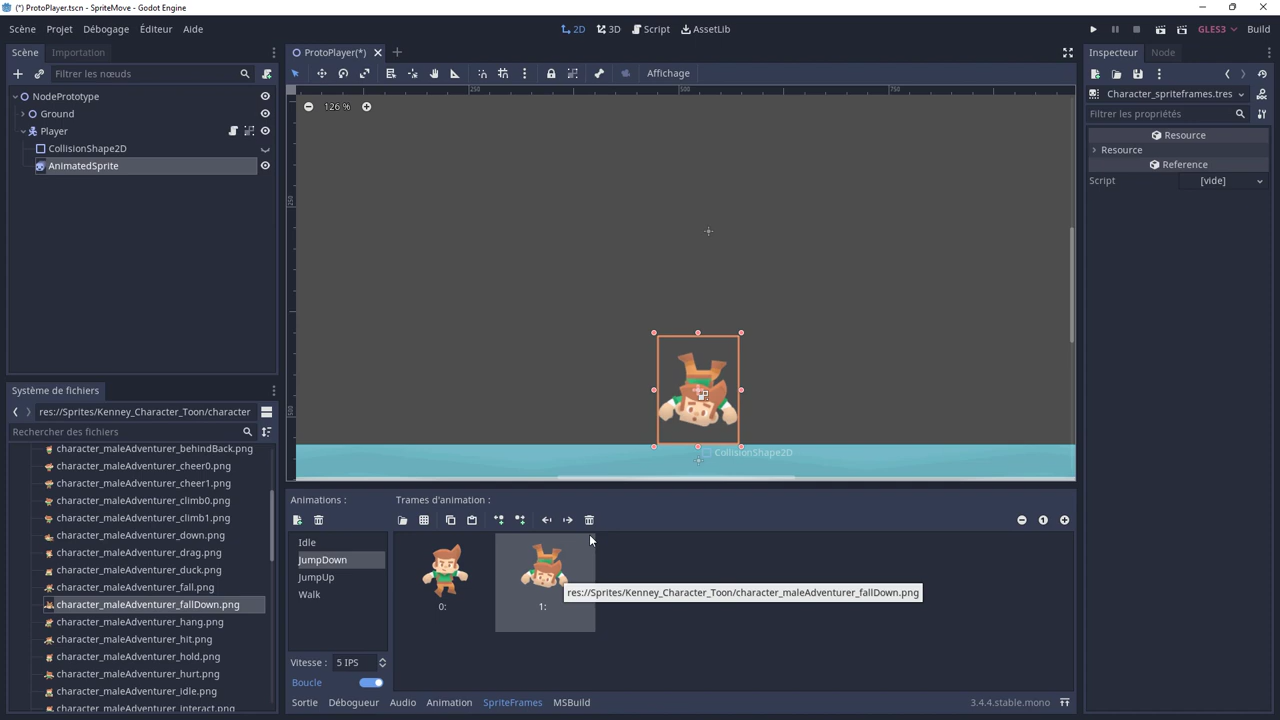 (*) ProtoPlayer.tscn - SpriteMove - Godot Engine
Scène Projet Débogage Éditeur Aide
2D 3D Script AssetLib
GLES3 Build
Scène Importation
Filtrer les nœuds
NodePrototype
Ground
Player
CollisionShape2D
AnimatedSprite
ProtoPlayer(*)
Affichage
250 500 750
126 %
250
500
CollisionShape2D
Système de fichiers
res://Sprites/Kenney_Character_Toon/character
Rechercher des fichiers
character_maleAdventurer_behindBack.png
character_maleAdventurer_cheer0.png
character_maleAdventurer_cheer1.png
character_maleAdventurer_climb0.png
character_maleAdventurer_climb1.png
character_maleAdventurer_down.png
character_maleAdventurer_drag.png
character_maleAdventurer_duck.png
character_maleAdventurer_fall.png
character_maleAdventurer_fallDown.png
character_maleAdventurer_hang.png
character_maleAdventurer_hit.png
character_maleAdventurer_hold.png
character_maleAdventurer_hurt.png
character_maleAdventurer_idle.png
character_maleAdventurer_interact.png
Animations :
Idle
JumpDown
JumpUp
Walk
Vitesse : 5 IPS
Boucle
Trames d'animation :
0:
1:
res://Sprites/Kenney_Character_Toon/character_maleAdventurer_fallDown.png
Sortie Débogueur Audio Animation SpriteFrames MSBuild
3.4.4.stable.mono
Inspecteur Node
Character_spriteframes.tres
Filtrer les propriétés
Resource
Resource
Reference
Script [vide]